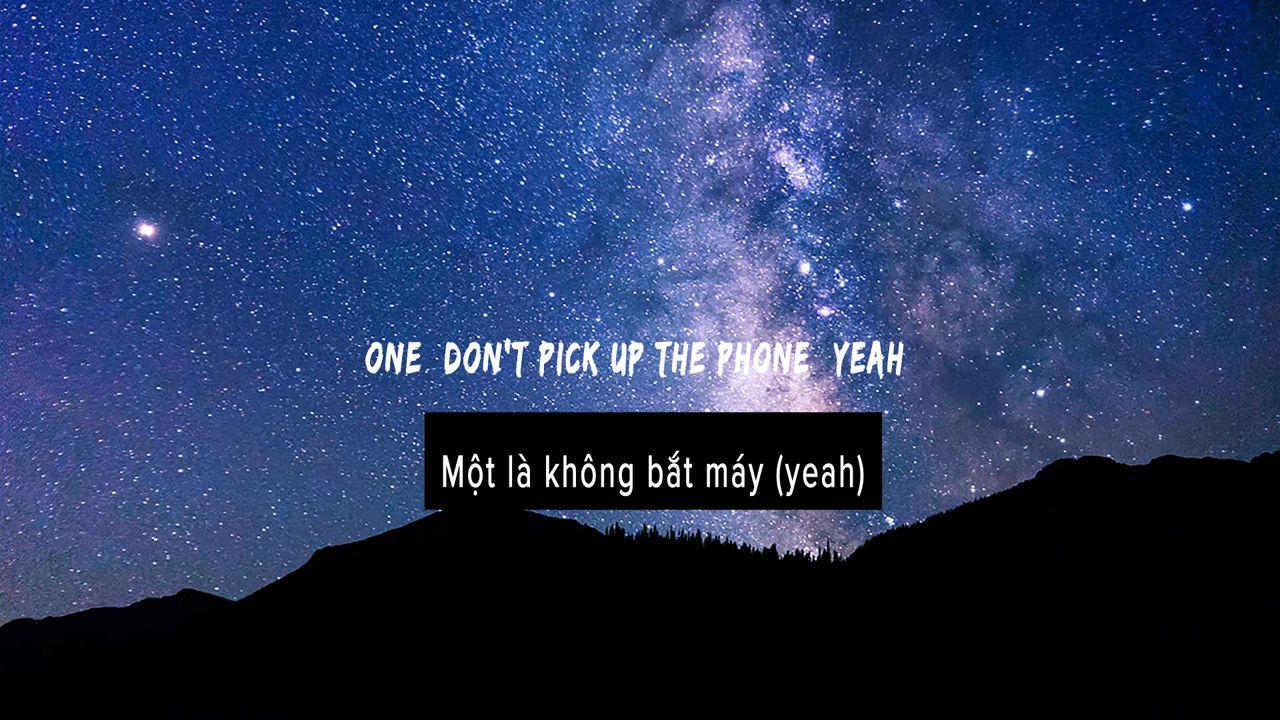 ONE DON'T PICK UP THE PHONE YEAH
Một là không bắt máy (yeah)